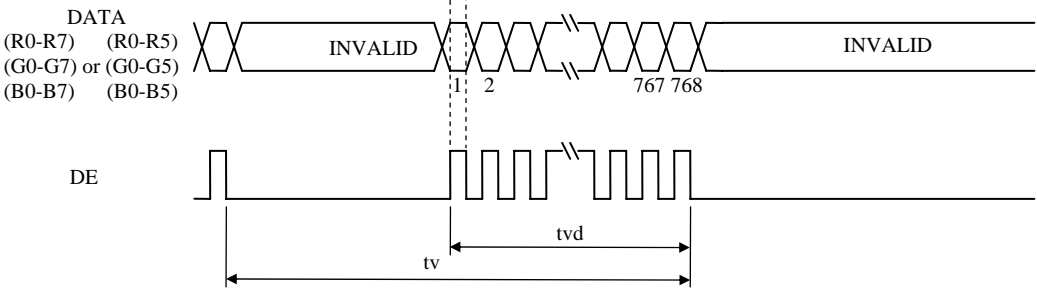 DATA
(R0-R7) (R0-R5)
(G0-G7) or (G0-G5)
(B0-B7) (B0-B5)
INVALID
INVALID
1 2 767 768
DE
tvd
tv